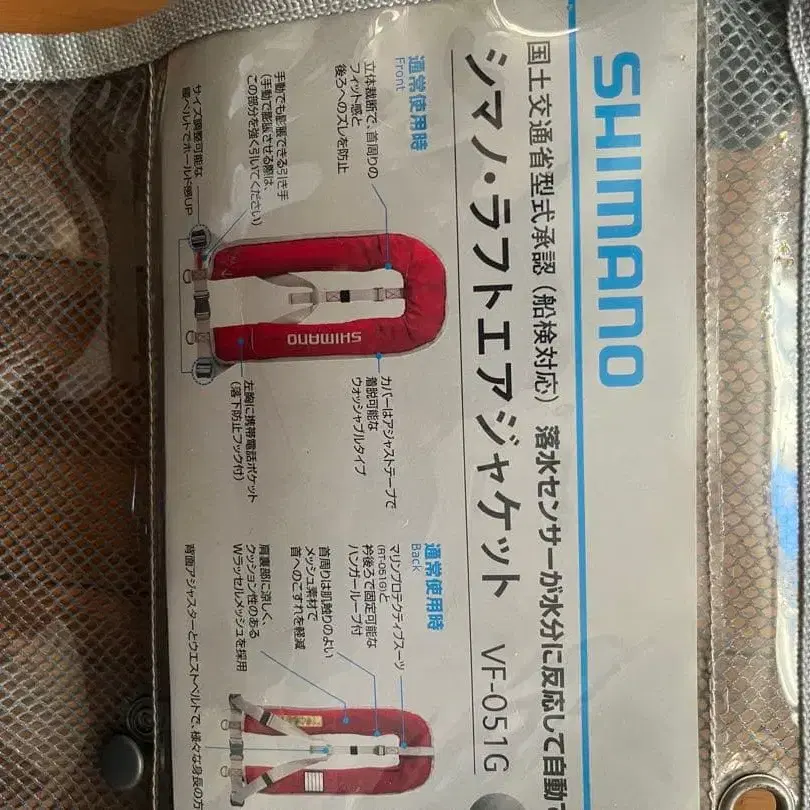 SHIMANO
国土交通省型式承認(船検対応) 落水センサーが水分に反応して自動で
シマノ・ラフトエアジャケット VF-051G
通常使用時
Front
立体裁断で、首周りの
フィット感と
後ろへのズレを防止
手動でも膨張できる引き手
(手動で膨張させる際は、
この部分を強く引いてください)
サイズ調整可能な
腰ベルトでホールド感UP
SHIMANO
カバーはアジャストテープで
着脱可能な
ウォッシャブルタイプ
左胸に携帯電話ポケット
(落下防止フック付)
通常使用時
Back
マリンプロテクティブスーツ
(RT-051G)と
衿後ろで固定可能な
ハンガーループ付
首周りは肌触りのよい
メッシュ素材で
首へのこすれを軽減
肩裏部に涼しく、
クッション性のある
Wラッセルメッシュを採用
背面アジャスターとウエストベルトで、様々な身長の方